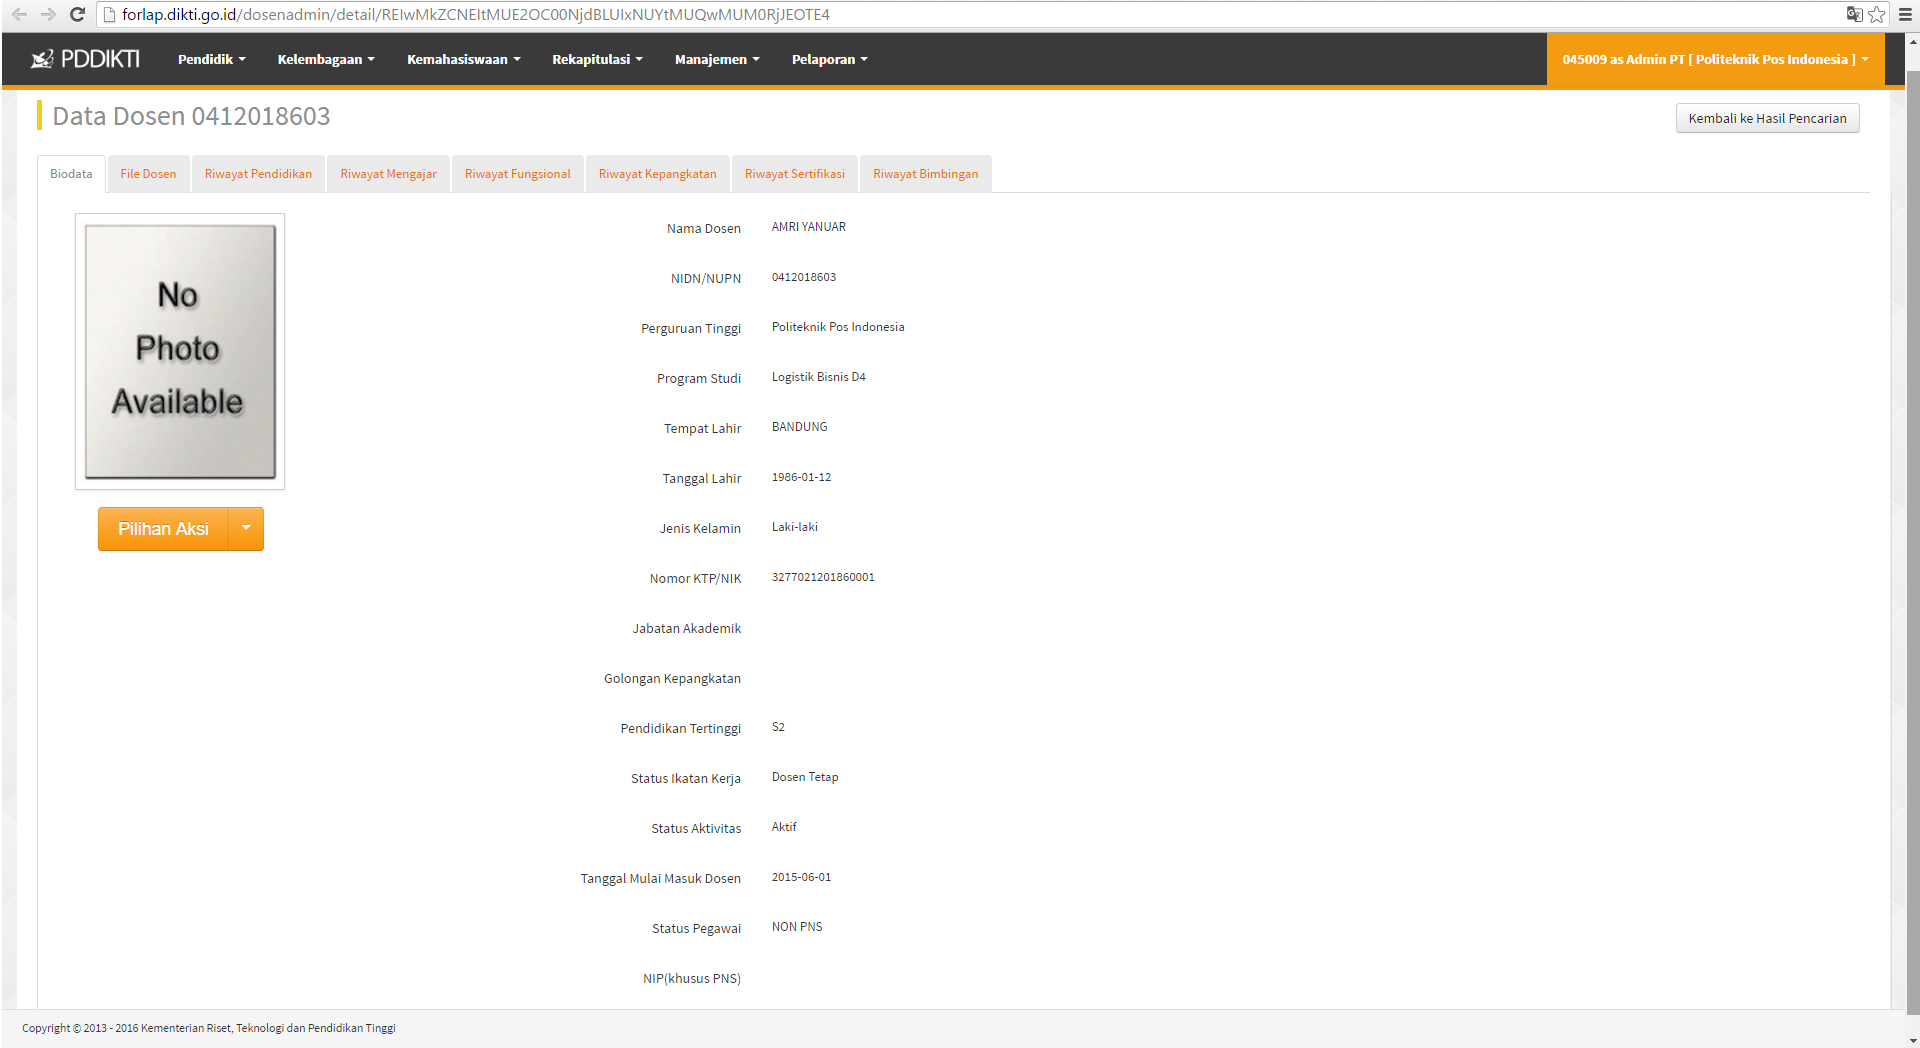 forlap.dikti.go.id/dosenadmin/detail/REIwMkZCNEItMUE2OC00NjdBLUIxNUYtMUQwMUM0RjJEOTE4
PDDIKTI Pendidik Kelembagaan Kemahasiswaan Rekapitulasi Manajemen Pelaporan 045009 as Admin PT [ Politeknik Pos Indonesia ]
Data Dosen 0412018603 Kembali ke Hasil Pencarian
Biodata File Dosen Riwayat Pendidikan Riwayat Mengajar Riwayat Fungsional Riwayat Kepangkatan Riwayat Sertifikasi Riwayat Bimbingan
No
Photo
Available
Pilihan Aksi
Nama Dosen AMRI YANUAR
NIDN/NUPN 0412018603
Perguruan Tinggi Politeknik Pos Indonesia
Program Studi Logistik Bisnis D4
Tempat Lahir BANDUNG
Tanggal Lahir 1986-01-12
Jenis Kelamin Laki-laki
Nomor KTP/NIK 3277021201860001
Jabatan Akademik
Golongan Kepangkatan
Pendidikan Tertinggi S2
Status Ikatan Kerja Dosen Tetap
Status Aktivitas Aktif
Tanggal Mulai Masuk Dosen 2015-06-01
Status Pegawai NON PNS
NIP(khusus PNS)
Copyright © 2013 - 2016 Kementerian Riset, Teknologi dan Pendidikan Tinggi